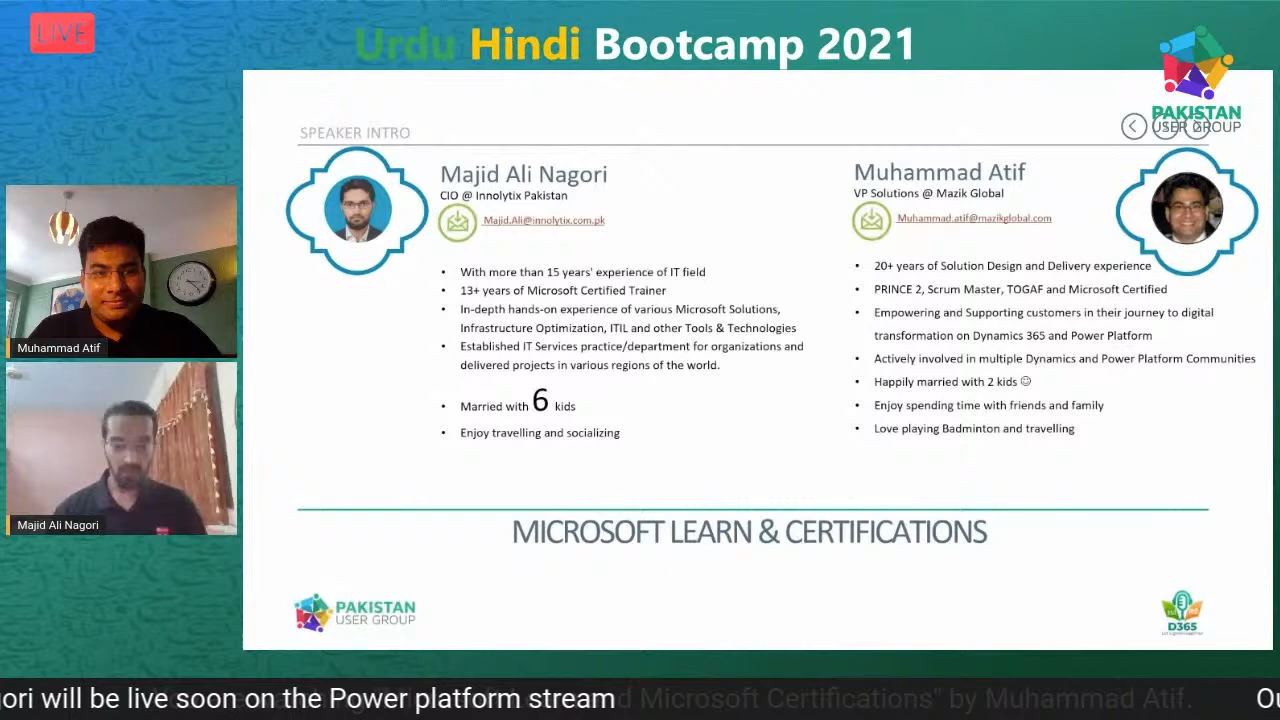 LIVE
Urdu Hindi Bootcamp 2021
PAKISTAN
USER GROUP
SPEAKER INTRO
Majid Ali Nagori
CIO @ Innolytix Pakistan
Majid.Ali@innolytix.com.pk
• With more than 15 years' experience of IT field
• 13+ years of Microsoft Certified Trainer
• In-depth hands-on experience of various Microsoft Solutions,
Infrastructure Optimization, ITIL and other Tools & Technologies
• Established IT Services practice/department for organizations and
delivered projects in various regions of the world.
• Married with 6 kids
• Enjoy travelling and socializing
Muhammad Atif
VP Solutions @ Mazik Global
Muhammad.atif@mazikglobal.com
• 20+ years of Solution Design and Delivery experience
• PRINCE 2, Scrum Master, TOGAF and Microsoft Certified
• Empowering and Supporting customers in their journey to digital
transformation on Dynamics 365 and Power Platform
• Actively involved in multiple Dynamics and Power Platform Communities
• Happily married with 2 kids ☺
• Enjoy spending time with friends and family
• Love playing Badminton and travelling
Muhammad Atif
Majid Ali Nagori
MICROSOFT LEARN & CERTIFICATIONS
PAKISTAN
USER GROUP
D365
gori will be live soon on the Power platform stream
d Microsoft Certifications" by Muhammad Atif.
Ou